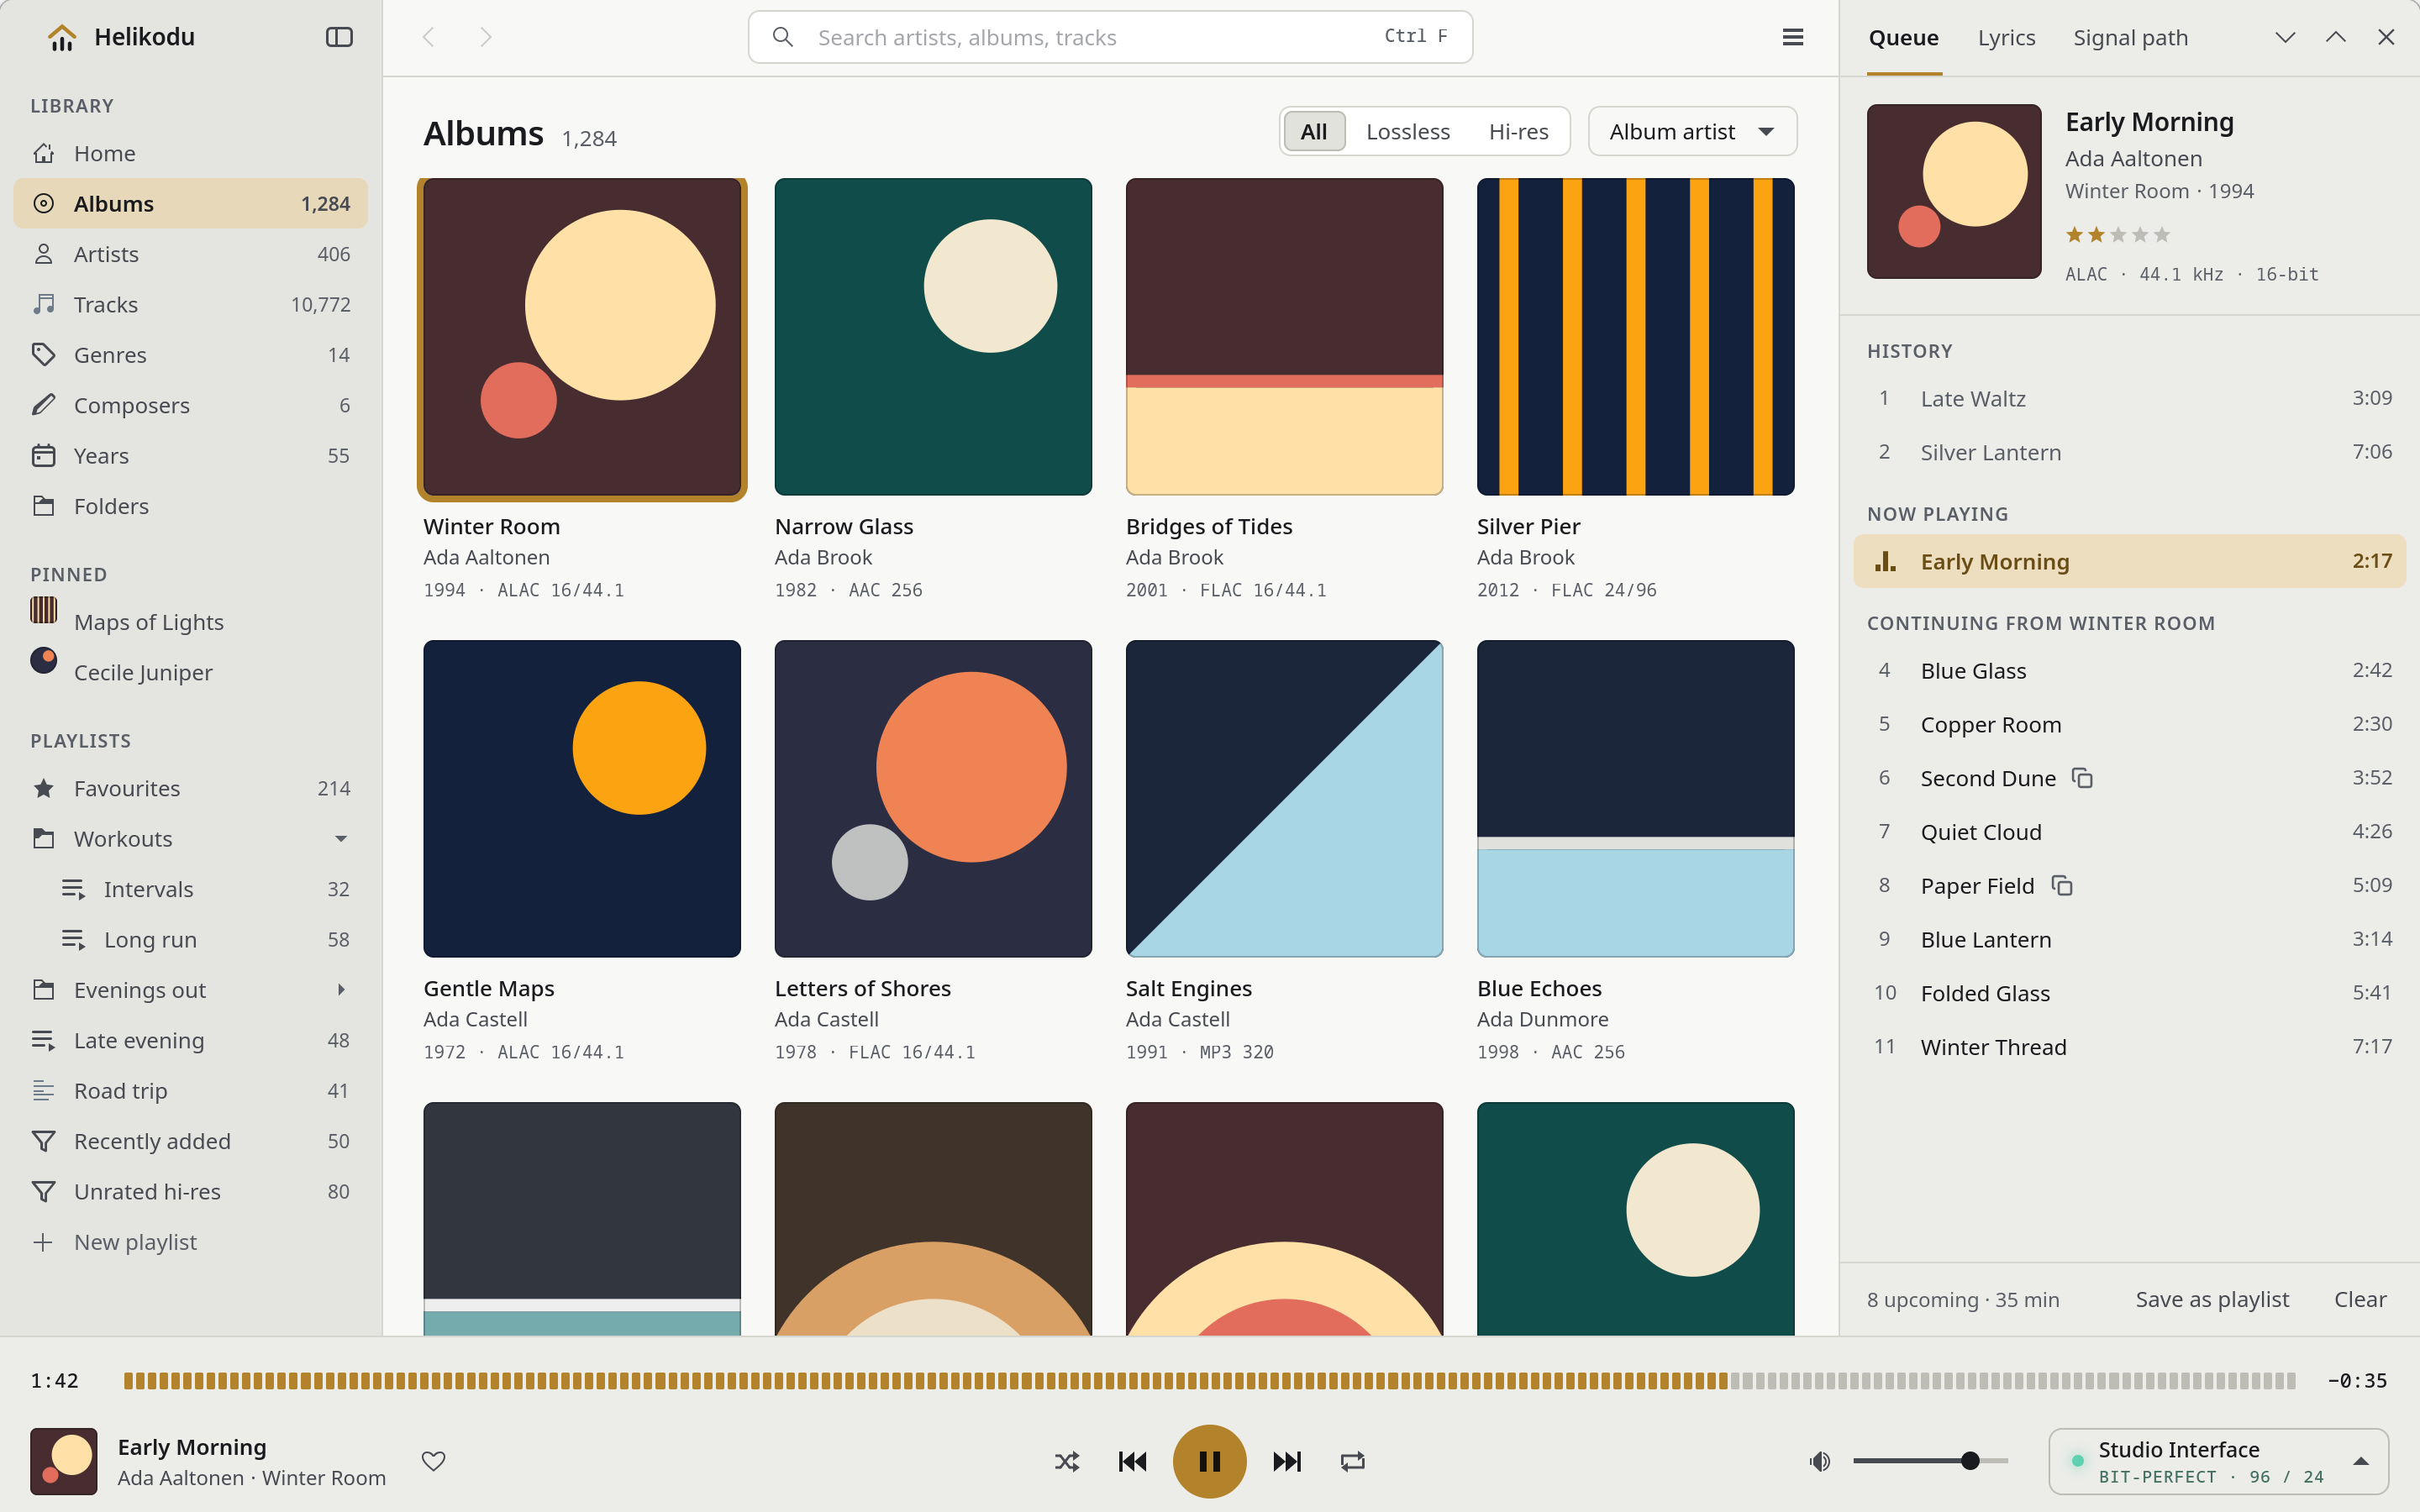 Helikodu
LIBRARY
Home
Albums 1,284
Artists 406
Tracks 10,772
Genres 14
Composers 6
Years 55
Folders
PINNED
Maps of Lights
Cecile Juniper
PLAYLISTS
Favourites 214
Workouts
Intervals 32
Long run 58
Evenings out
Late evening 48
Road trip 41
Recently added 50
Unrated hi-res 80
New playlist
Search artists, albums, tracks Ctrl F
Albums 1,284
All Lossless Hi-res Album artist
Winter Room
Ada Aaltonen
1994 · ALAC 16/44.1
Narrow Glass
Ada Brook
1982 · AAC 256
Bridges of Tides
Ada Brook
2001 · FLAC 16/44.1
Silver Pier
Ada Brook
2012 · FLAC 24/96
Gentle Maps
Ada Castell
1972 · ALAC 16/44.1
Letters of Shores
Ada Castell
1978 · FLAC 16/44.1
Salt Engines
Ada Castell
1991 · MP3 320
Blue Echoes
Ada Dunmore
1998 · AAC 256
Queue Lyrics Signal path
Early Morning
Ada Aaltonen
Winter Room · 1994
ALAC · 44.1 kHz · 16-bit
HISTORY
1 Late Waltz 3:09
2 Silver Lantern 7:06
NOW PLAYING
Early Morning 2:17
CONTINUING FROM WINTER ROOM
4 Blue Glass 2:42
5 Copper Room 2:30
6 Second Dune 3:52
7 Quiet Cloud 4:26
8 Paper Field 5:09
9 Blue Lantern 3:14
10 Folded Glass 5:41
11 Winter Thread 7:17
8 upcoming · 35 min Save as playlist Clear
1:42 −0:35
Early Morning
Ada Aaltonen · Winter Room
Studio Interface
BIT-PERFECT · 96 / 24